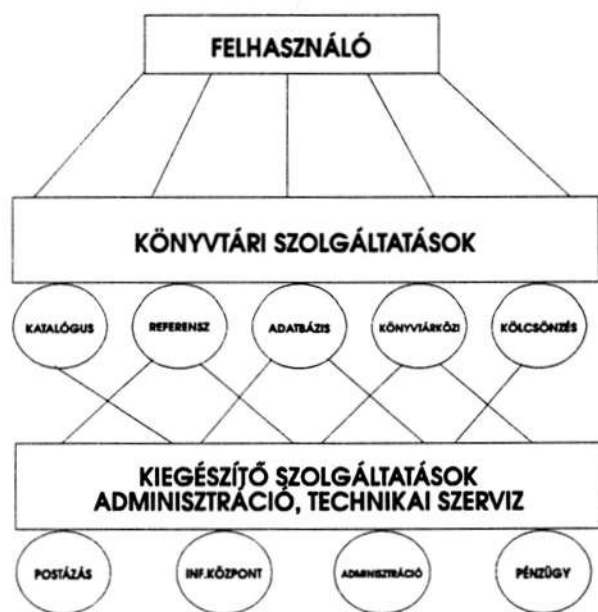 FELHASZNÁLÓ
KÖNYVTÁRI SZOLGÁLTATÁSOK
KATALÓGUS REFERENSZ ADATBÁZIS KÖNYVTÁRKÖZI KÖLCSÖNZÉS
KIEGÉSZÍTŐ SZOLGÁLTATÁSOK
ADMINISZTRÁCIÓ, TECHNIKAI SZERVIZ
POSTÁZÁS INF.KÖZPONT ADMINISZTRÁCIÓ PÉNZÜGY